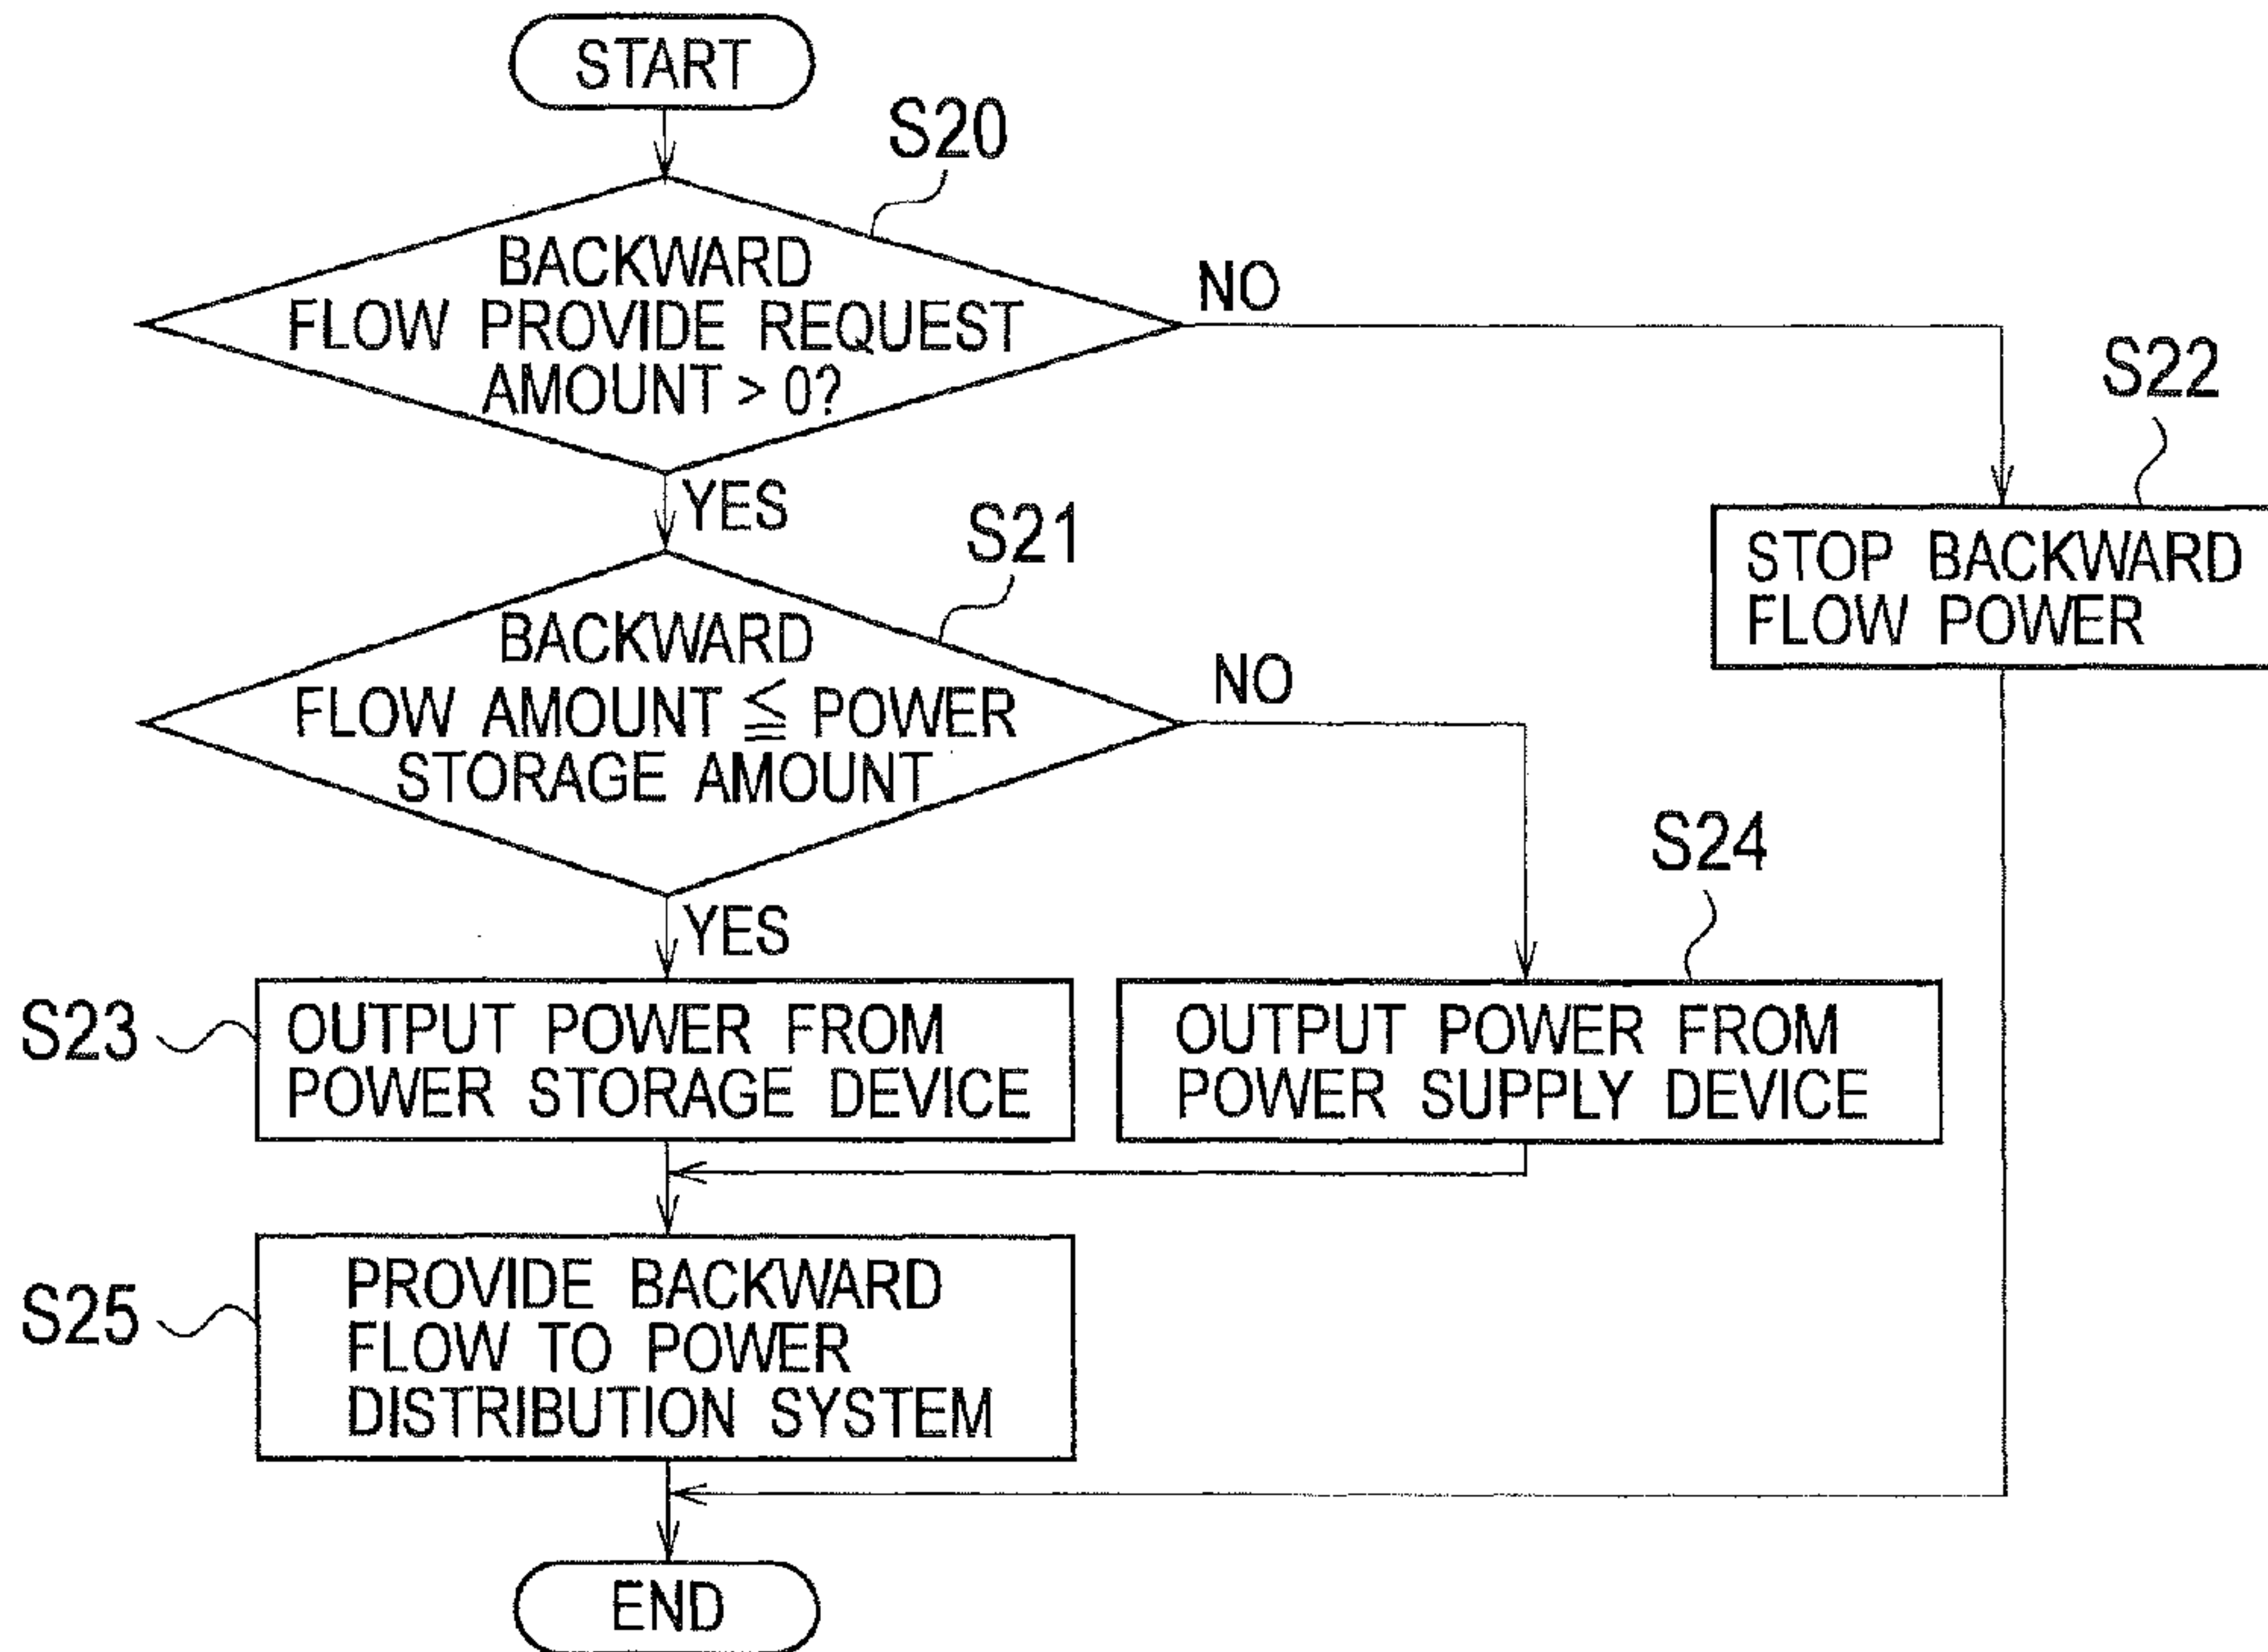 START
S20
BACKWARD
FLOW PROVIDE REQUEST
AMOUNT > 0?
NO
YES
S22
STOP BACKWARD
FLOW POWER
S21
BACKWARD
FLOW AMOUNT ≦ POWER
STORAGE AMOUNT
NO
YES
S23
OUTPUT POWER FROM
POWER STORAGE DEVICE
S24
OUTPUT POWER FROM
POWER SUPPLY DEVICE
S25
PROVIDE BACKWARD
FLOW TO POWER
DISTRIBUTION SYSTEM
END